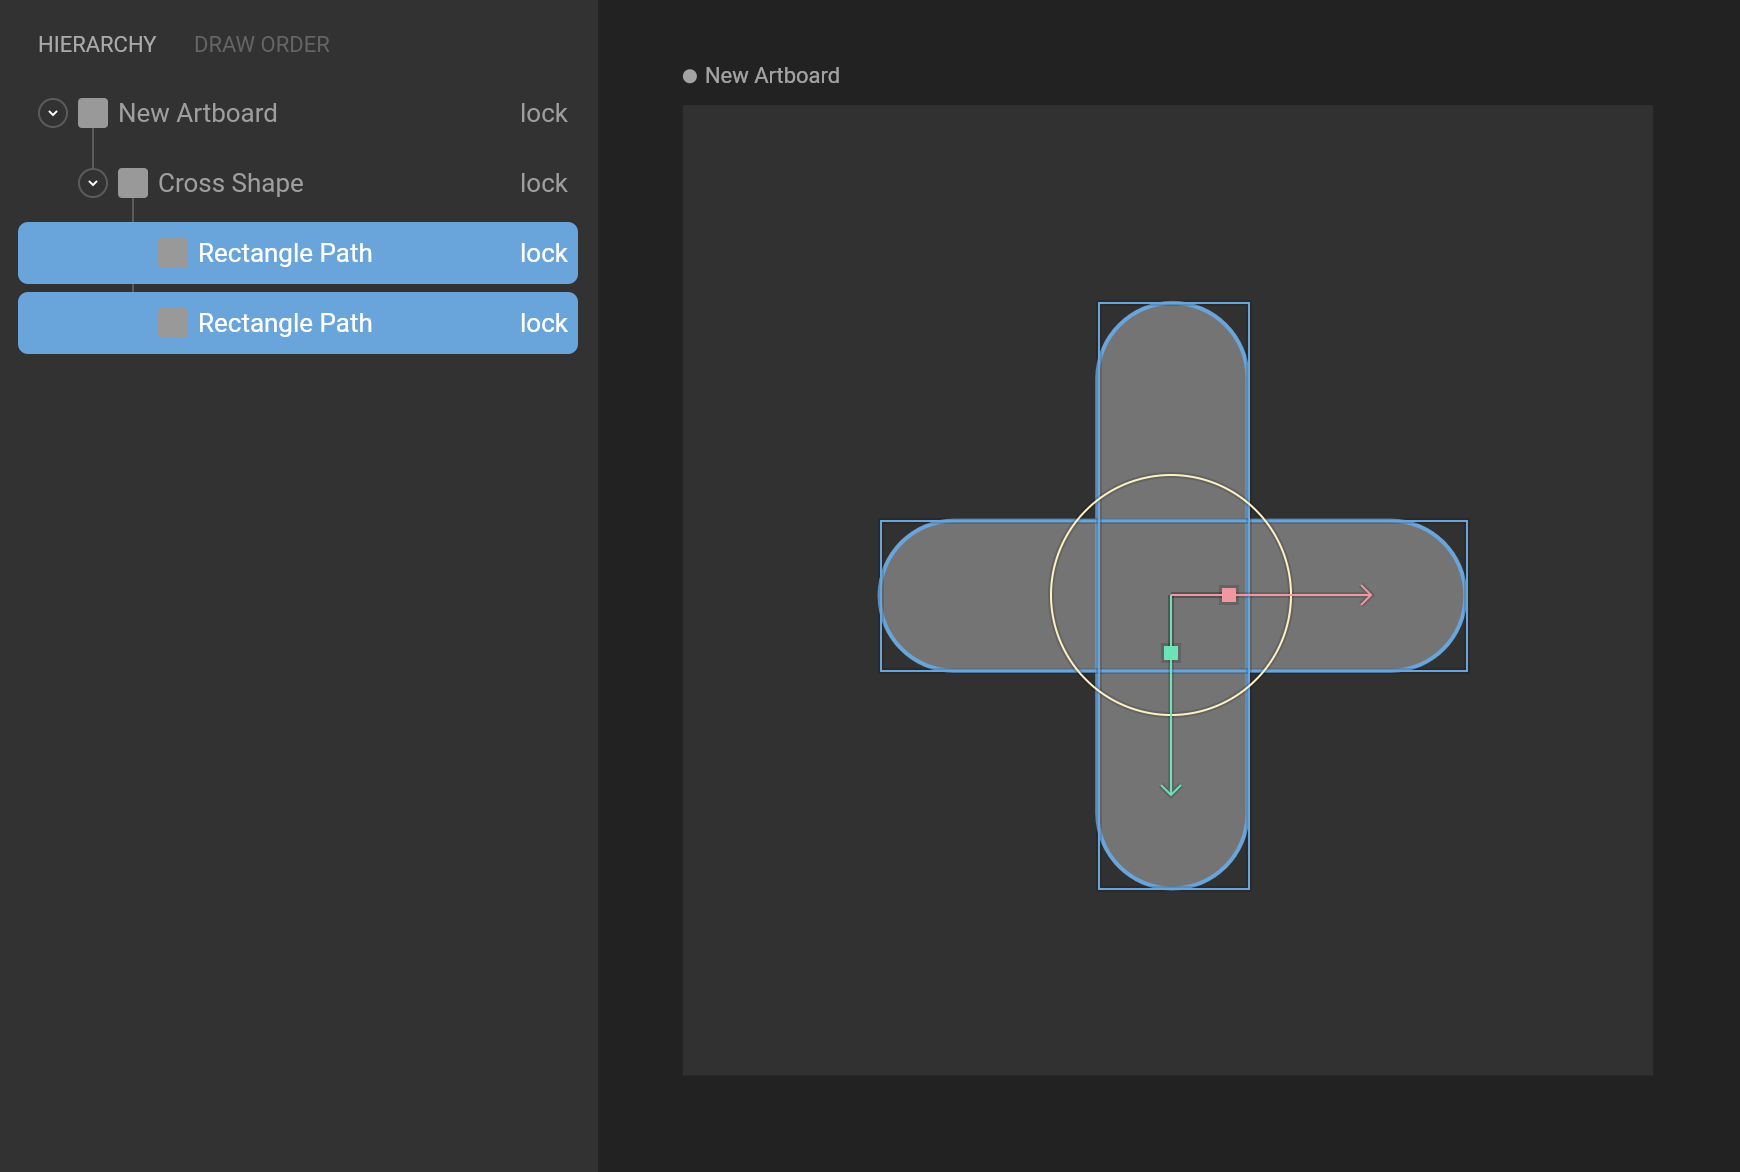 HIERARCHY DRAW ORDER
New Artboard lock
Cross Shape lock
Rectangle Path lock
Rectangle Path lock
New Artboard